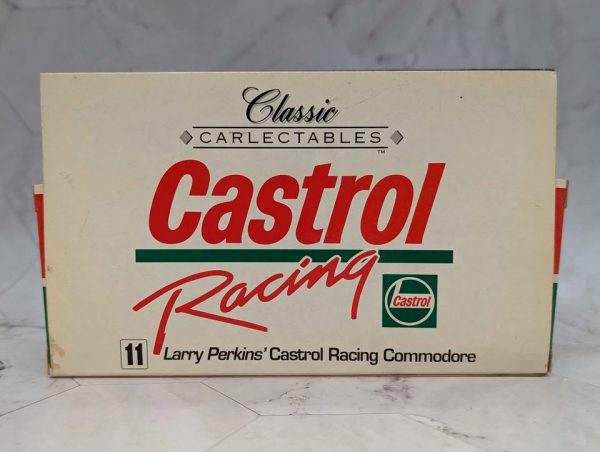 Classic
CARLECTABLES
TM
Castrol
Racing
Castrol
11 Larry Perkins' Castrol Racing Commodore